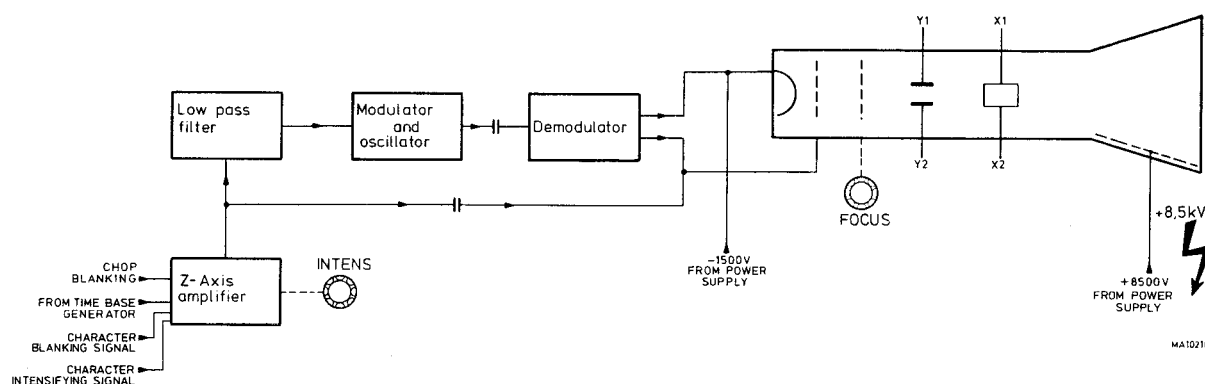 Y1
X1
Low pass
filter
Modulator
and
oscillator
Demodulator
Y2
X2
FOCUS
+8,5kV
CHOP
BLANKING
Z-Axis
amplifier
INTENS
-1500V
FROM POWER
SUPPLY
+8500V
FROM POWER
SUPPLY
FROM TIME BASE
GENERATOR
CHARACTER
BLANKING SIGNAL
CHARACTER
INTENSIFYING SIGNAL